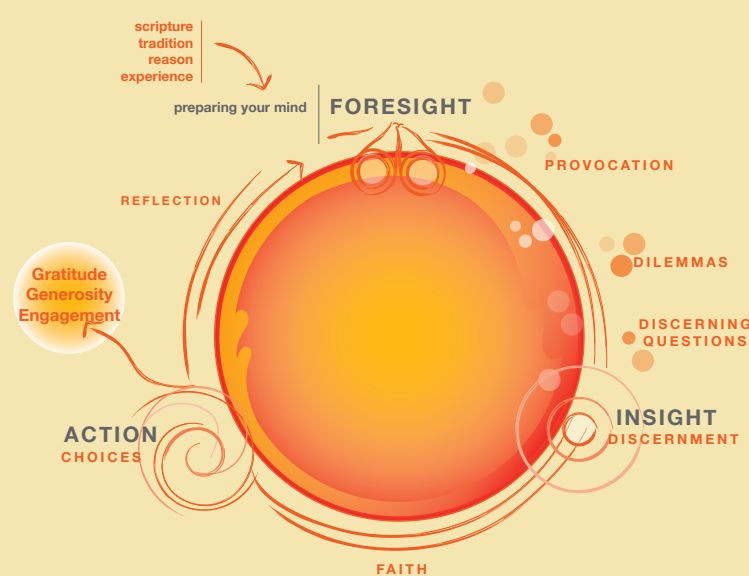 scripture
tradition
reason
experience
preparing your mind
FORESIGHT
PROVOCATION
REFLECTION
DILEMMAS
Gratitude
Generosity
Engagement
DISCERNING
QUESTIONS
INSIGHT
DISCERNMENT
ACTION
CHOICES
FAITH